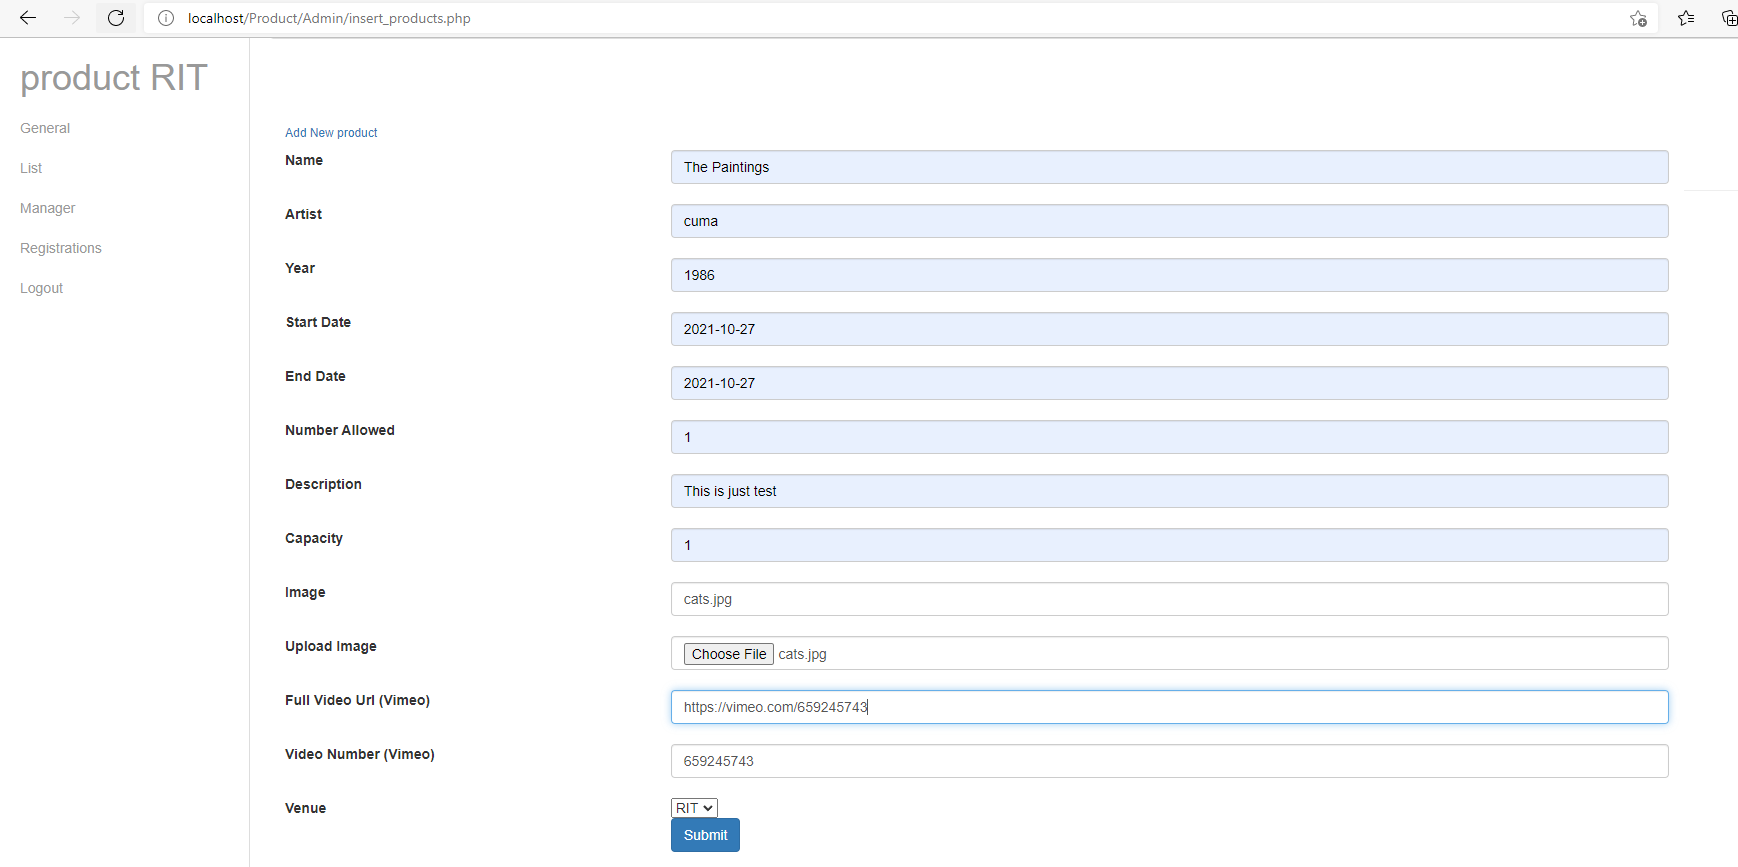 localhost/Product/Admin/insert_products.php
product RIT
General
List
Manager
Registrations
Logout
Add New product
Name
The Paintings
Artist
cuma
Year
1986
Start Date
2021-10-27
End Date
2021-10-27
Number Allowed
1
Description
This is just test
Capacity
1
Image
cats.jpg
Upload Image
Choose File cats.jpg
Full Video Url (Vimeo)
https://vimeo.com/659245743
Video Number (Vimeo)
659245743
Venue
RIT
Submit